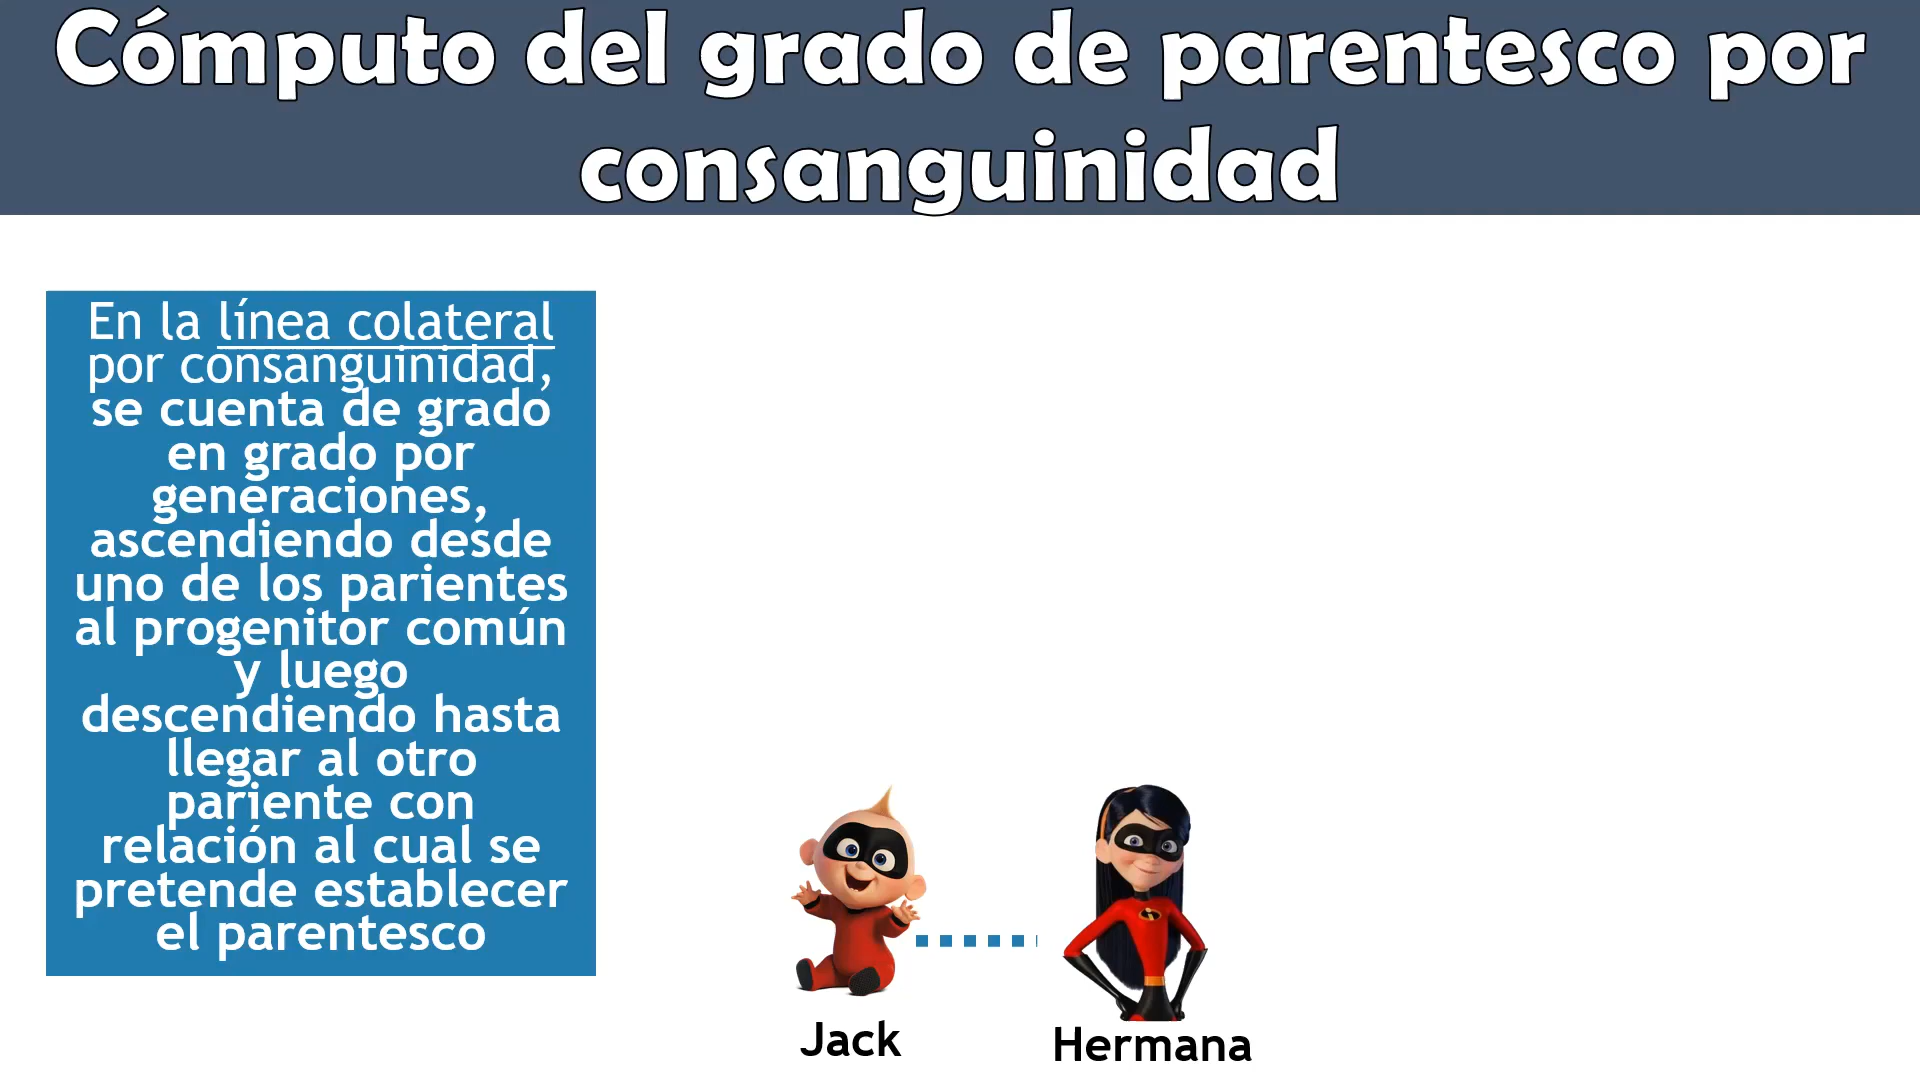 Cómputo del grado de parentesco por
consanguinidad
En la línea colateral
por consanguinidad,
se cuenta de grado
en grado por
generaciones,
ascendiendo desde
uno de los parientes
al progenitor común
y luego
descendiendo hasta
llegar al otro
pariente con
relación al cual se
pretende establecer
el parentesco
Jack
Hermana